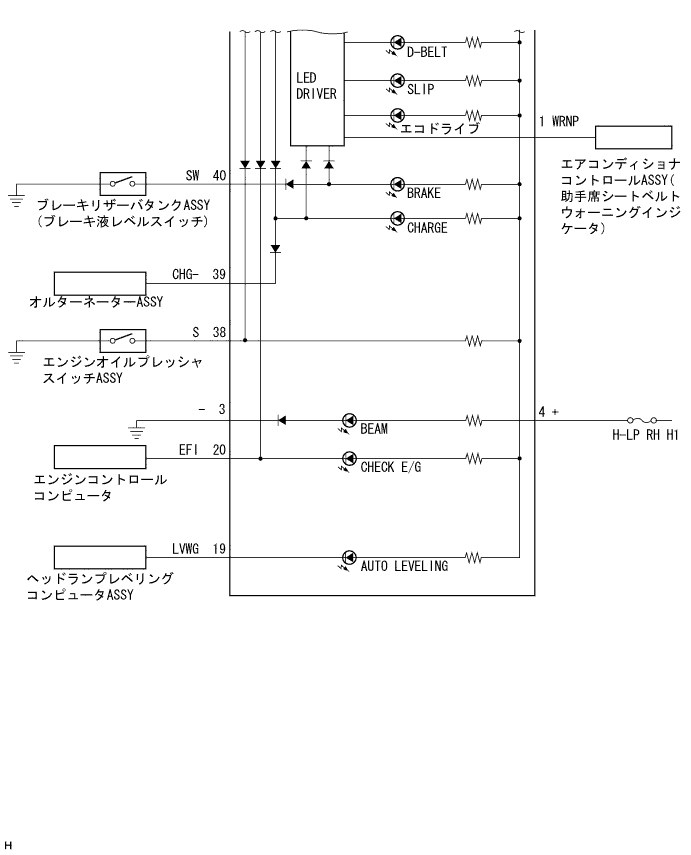 D-BELT
LED
DRIVER
SLIP
エコドライブ
1 WRNP
エアコンディショナ
コントロールASSY(
助手席シートベルト
ウォーニングインジ
ケータ)
SW 40
ブレーキリザーバタンクASSY
(ブレーキ液レベルスイッチ)
BRAKE
CHARGE
CHG- 39
オルターネーターASSY
S 38
エンジンオイルプレッシャ
スイッチASSY
- 3
BEAM
4 +
H-LP RH H1
EFI 20
CHECK E/G
エンジンコントロール
コンピュータ
LVWG 19
AUTO LEVELING
ヘッドランプレベリング
コンピュータASSY
H